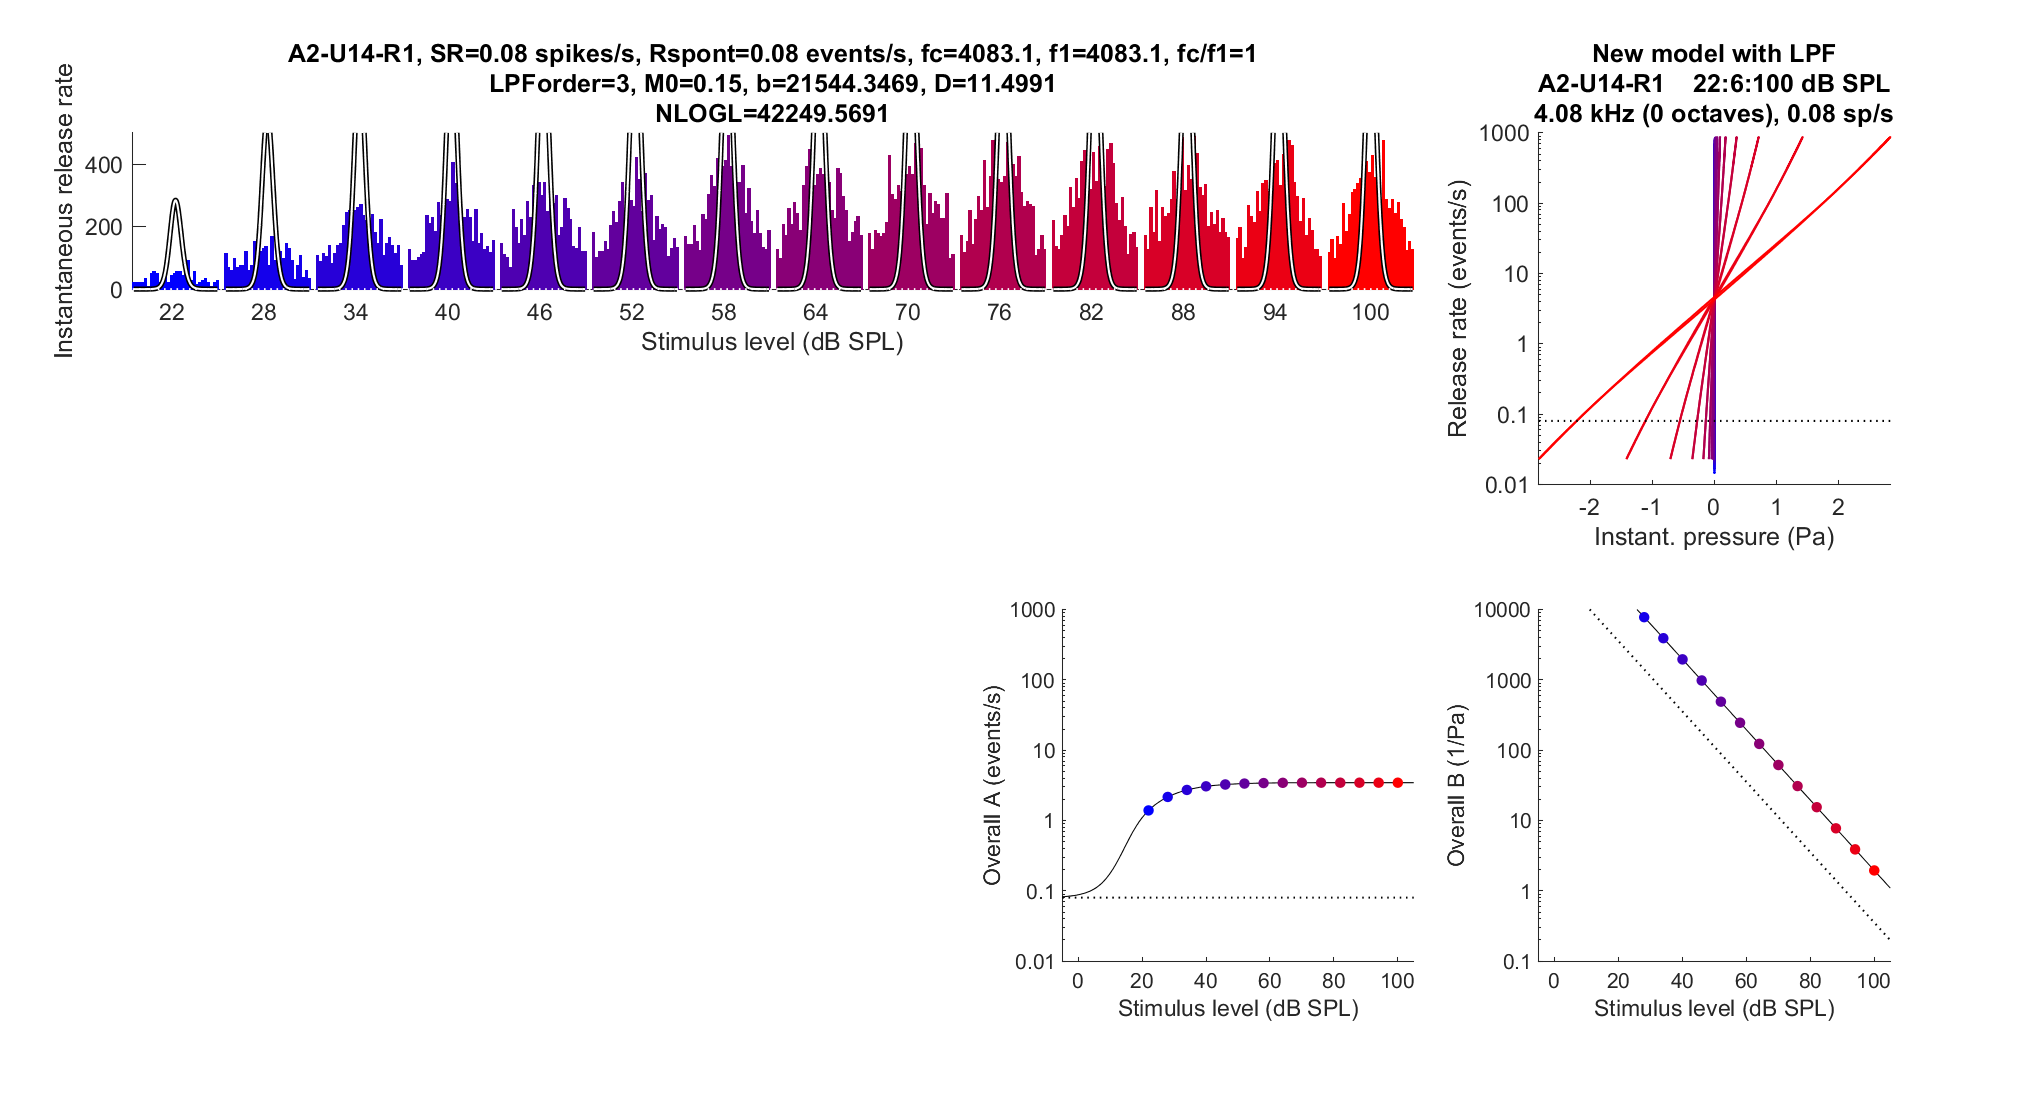 A2-U14-R1, SR=0.08 spikes/s, Rspont=0.08 events/s, fc=4083.1, f1=4083.1, fc/f1=1
LPForder=3, M0=0.15, b=21544.3469, D=11.4991
NLOGL=42249.5691
Instantaneous release rate
400
200
0
22 28 34 40 46 52 58 64 70 76 82 88 94 100
Stimulus level (dB SPL)
New model with LPF
A2-U14-R1 22:6:100 dB SPL
4.08 kHz (0 octaves), 0.08 sp/s
Release rate (events/s)
1000
100
10
1
0.1
0.01
-2 -1 0 1 2
Instant. pressure (Pa)
Overall A (events/s)
1000
100
10
1
0.1
0.01
0 20 40 60 80 100
Stimulus level (dB SPL)
Overall B (1/Pa)
10000
1000
100
10
1
0.1
0 20 40 60 80 100
Stimulus level (dB SPL)